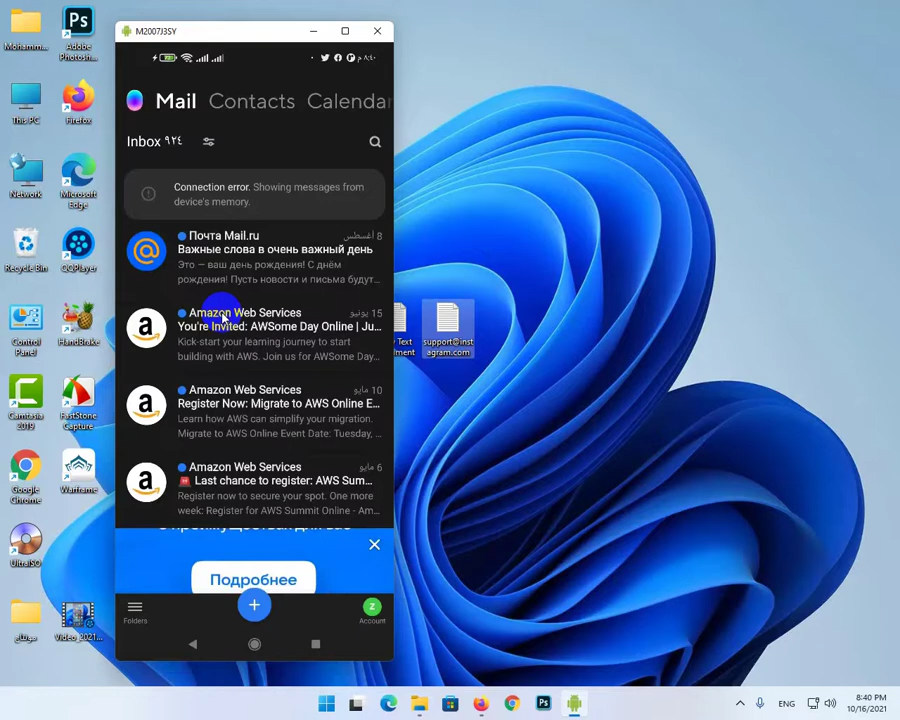 Mohamm...
Adobe
Photosh...
This PC
Firefox
Network
Microsoft
Edge
Recycle Bin
QQPlayer
Control
Panel
HandBrake
Camtasia
2019
FastStone
Capture
Google
Chrome
Warframe
UltraISO
مونتاج
Video_2021...
M2007J3SY
٨:٤٠ م
Mail Contacts Calendar
Inbox ٩٢٤
Connection error. Showing messages from
device's memory.
Почта Mail.ru
8 أغسطس
Важные слова в очень важный день
Это — ваш день рождения! С днём
рождения! Пусть новости и письма будут...
Amazon Web Services
15 يونيو
You're Invited: AWSome Day Online | Ju...
Kick-start your learning journey to start
building with AWS. Join us for AWSome Day...
Amazon Web Services
10 مايو
Register Now: Migrate to AWS Online E...
Learn how AWS can simplify your migration.
Migrate to AWS Online Event Date: Tuesday, ...
Amazon Web Services
6 مايو
🚨 Last chance to register: AWS Sum...
Register now to secure your spot. One more
week: Register for AWS Summit Online - Am...
Подробнее
Folders
Account
Z
Text
support@inst
agram.com
ENG
8:40 PM
10/16/2021